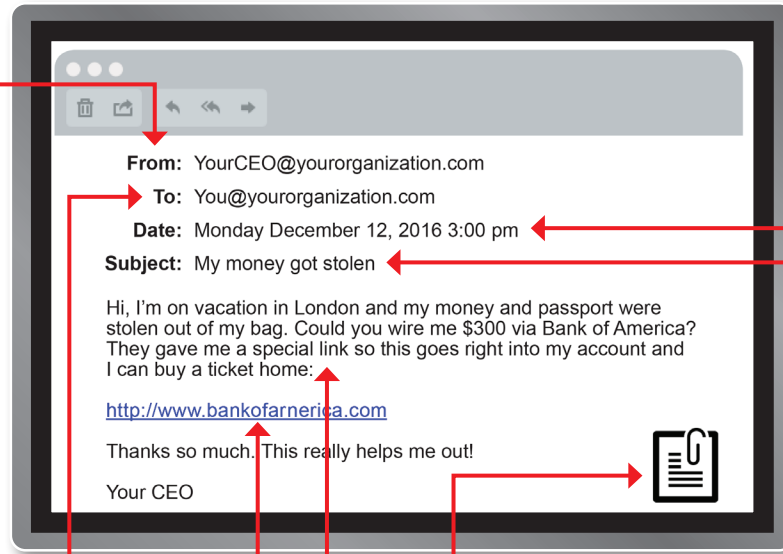 From: YourCEO@yourorganization.com
To: You@yourorganization.com
Date: Monday December 12, 2016 3:00 pm
Subject: My money got stolen
Hi, I'm on vacation in London and my money and passport were
stolen out of my bag. Could you wire me $300 via Bank of America?
They gave me a special link so this goes right into my account and
I can buy a ticket home:
http://www.bankofarnerica.com
Thanks so much. This really helps me out!
Your CEO